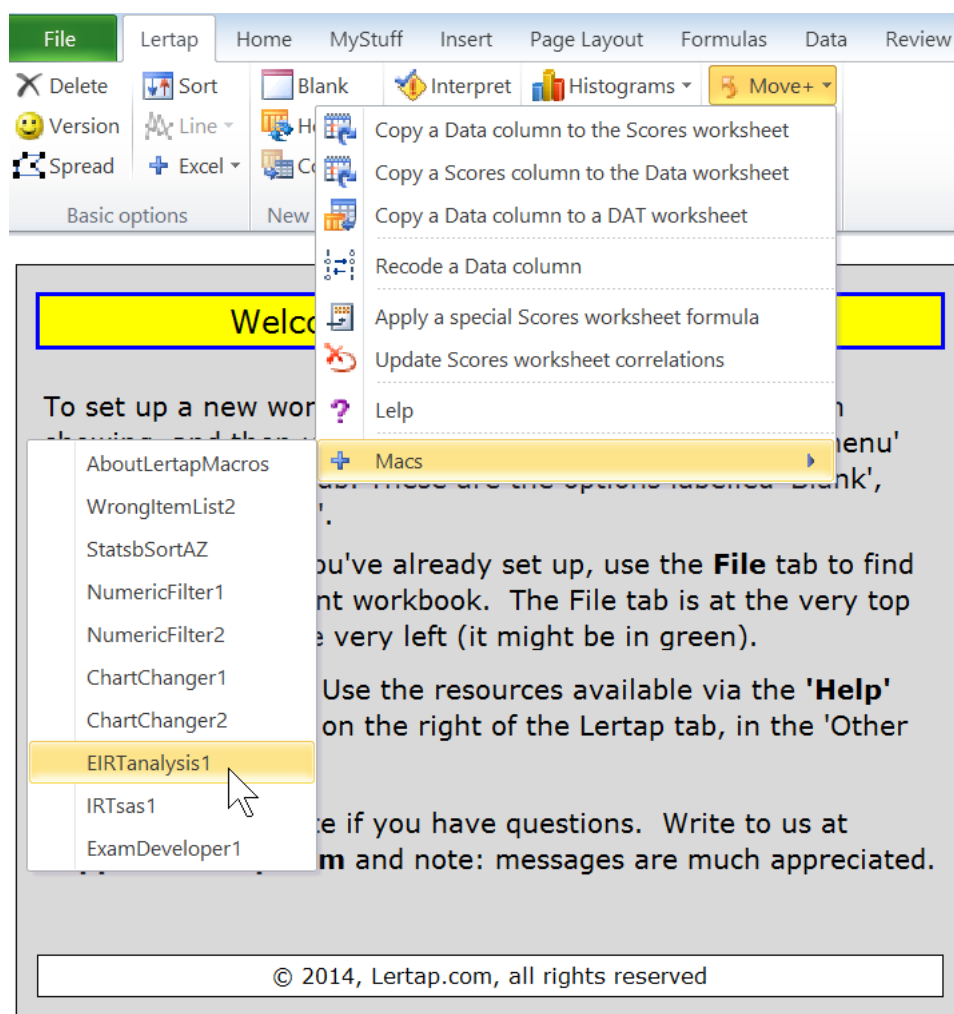 File Lertap Home MyStuff Insert Page Layout Formulas Data Review
Delete Sort Blank Interpret Histograms Move+
Version Line
Spread Excel
Basic options New
Copy a Data column to the Scores worksheet
Copy a Scores column to the Data worksheet
Copy a Data column to a DAT worksheet
Recode a Data column
Apply a special Scores worksheet formula
Update Scores worksheet correlations
Lelp
Macs
AboutLertapMacros
WrongItemList2
StatsbSortAZ
NumericFilter1
NumericFilter2
ChartChanger1
ChartChanger2
EIRTanalysis1
IRTsas1
ExamDeveloper1
To set up a new
've already set up, use the File tab to find
workbook. The File tab is at the very top
very left (it might be in green).
Use the resources available via the 'Help'
on the right of the Lertap tab, in the 'Other
if you have questions. Write to us at
and note: messages are much appreciated.
© 2014, Lertap.com, all rights reserved